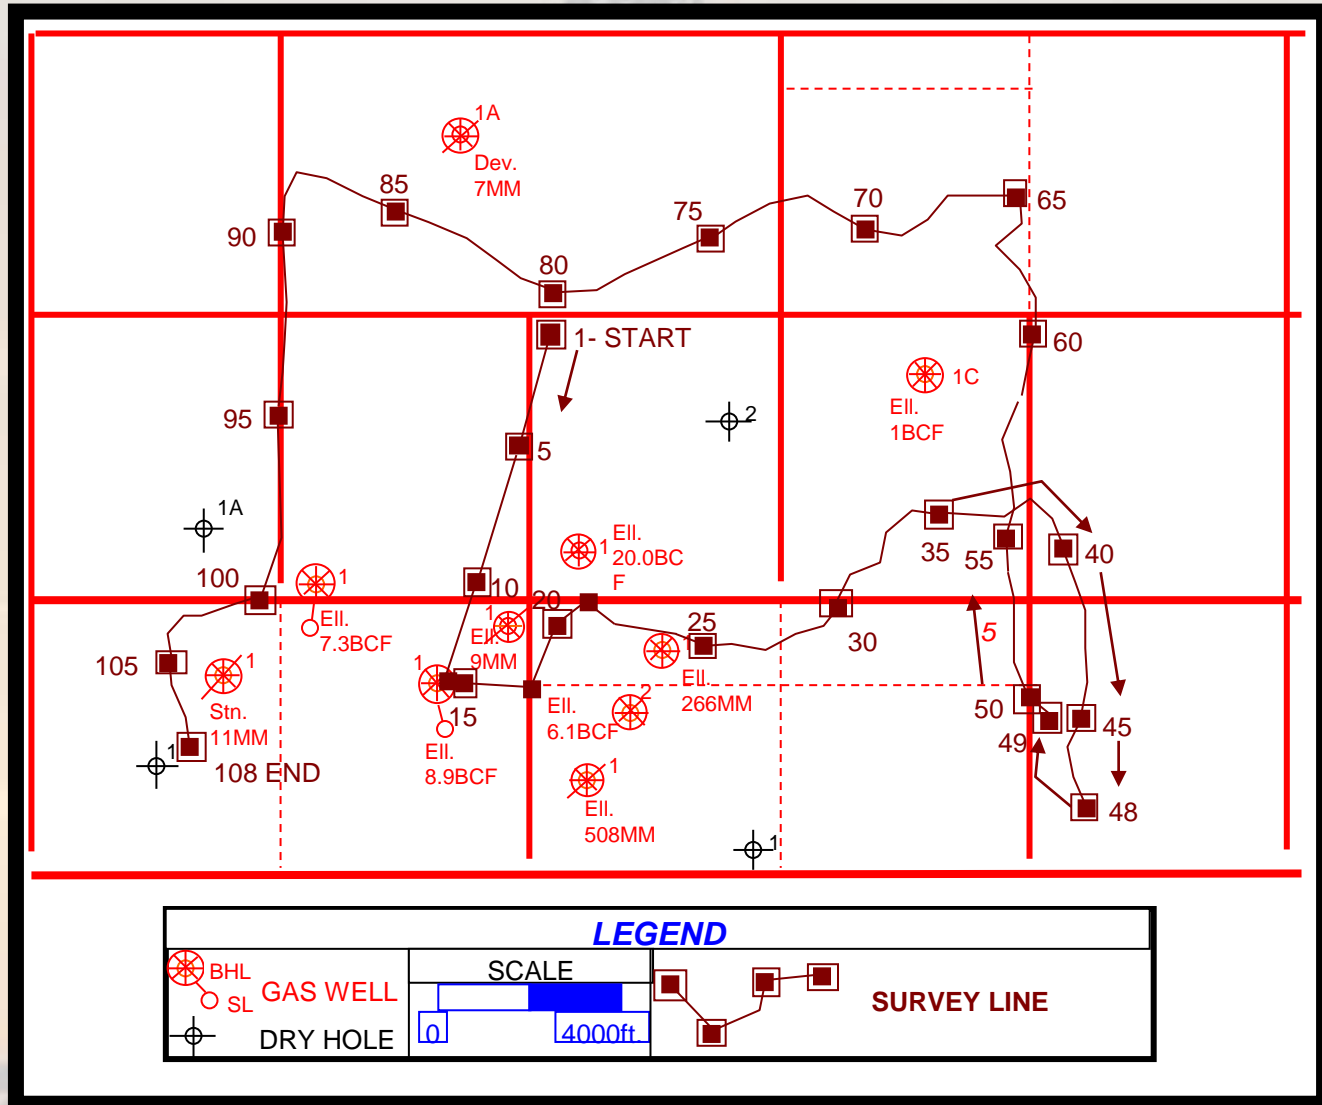 1A
Dev.
7MM
85
90
80
75
70
65
1- START
60
1C
Ell.
1BCF
2
95
5
1A
Ell.
20.0BC
F
1
35
55
40
100
1
Ell.
7.3BCF
10
20
1
Ell.
9MM
25
Ell.
266MM
30
5
105
1
Stn.
11MM
1
15
Ell.
8.9BCF
Ell.
6.1BCF
2
50
49
45
1
108 END
1
Ell.
508MM
48
1
LEGEND
BHL
SL
GAS WELL
DRY HOLE
SCALE
0
4000ft.
SURVEY LINE